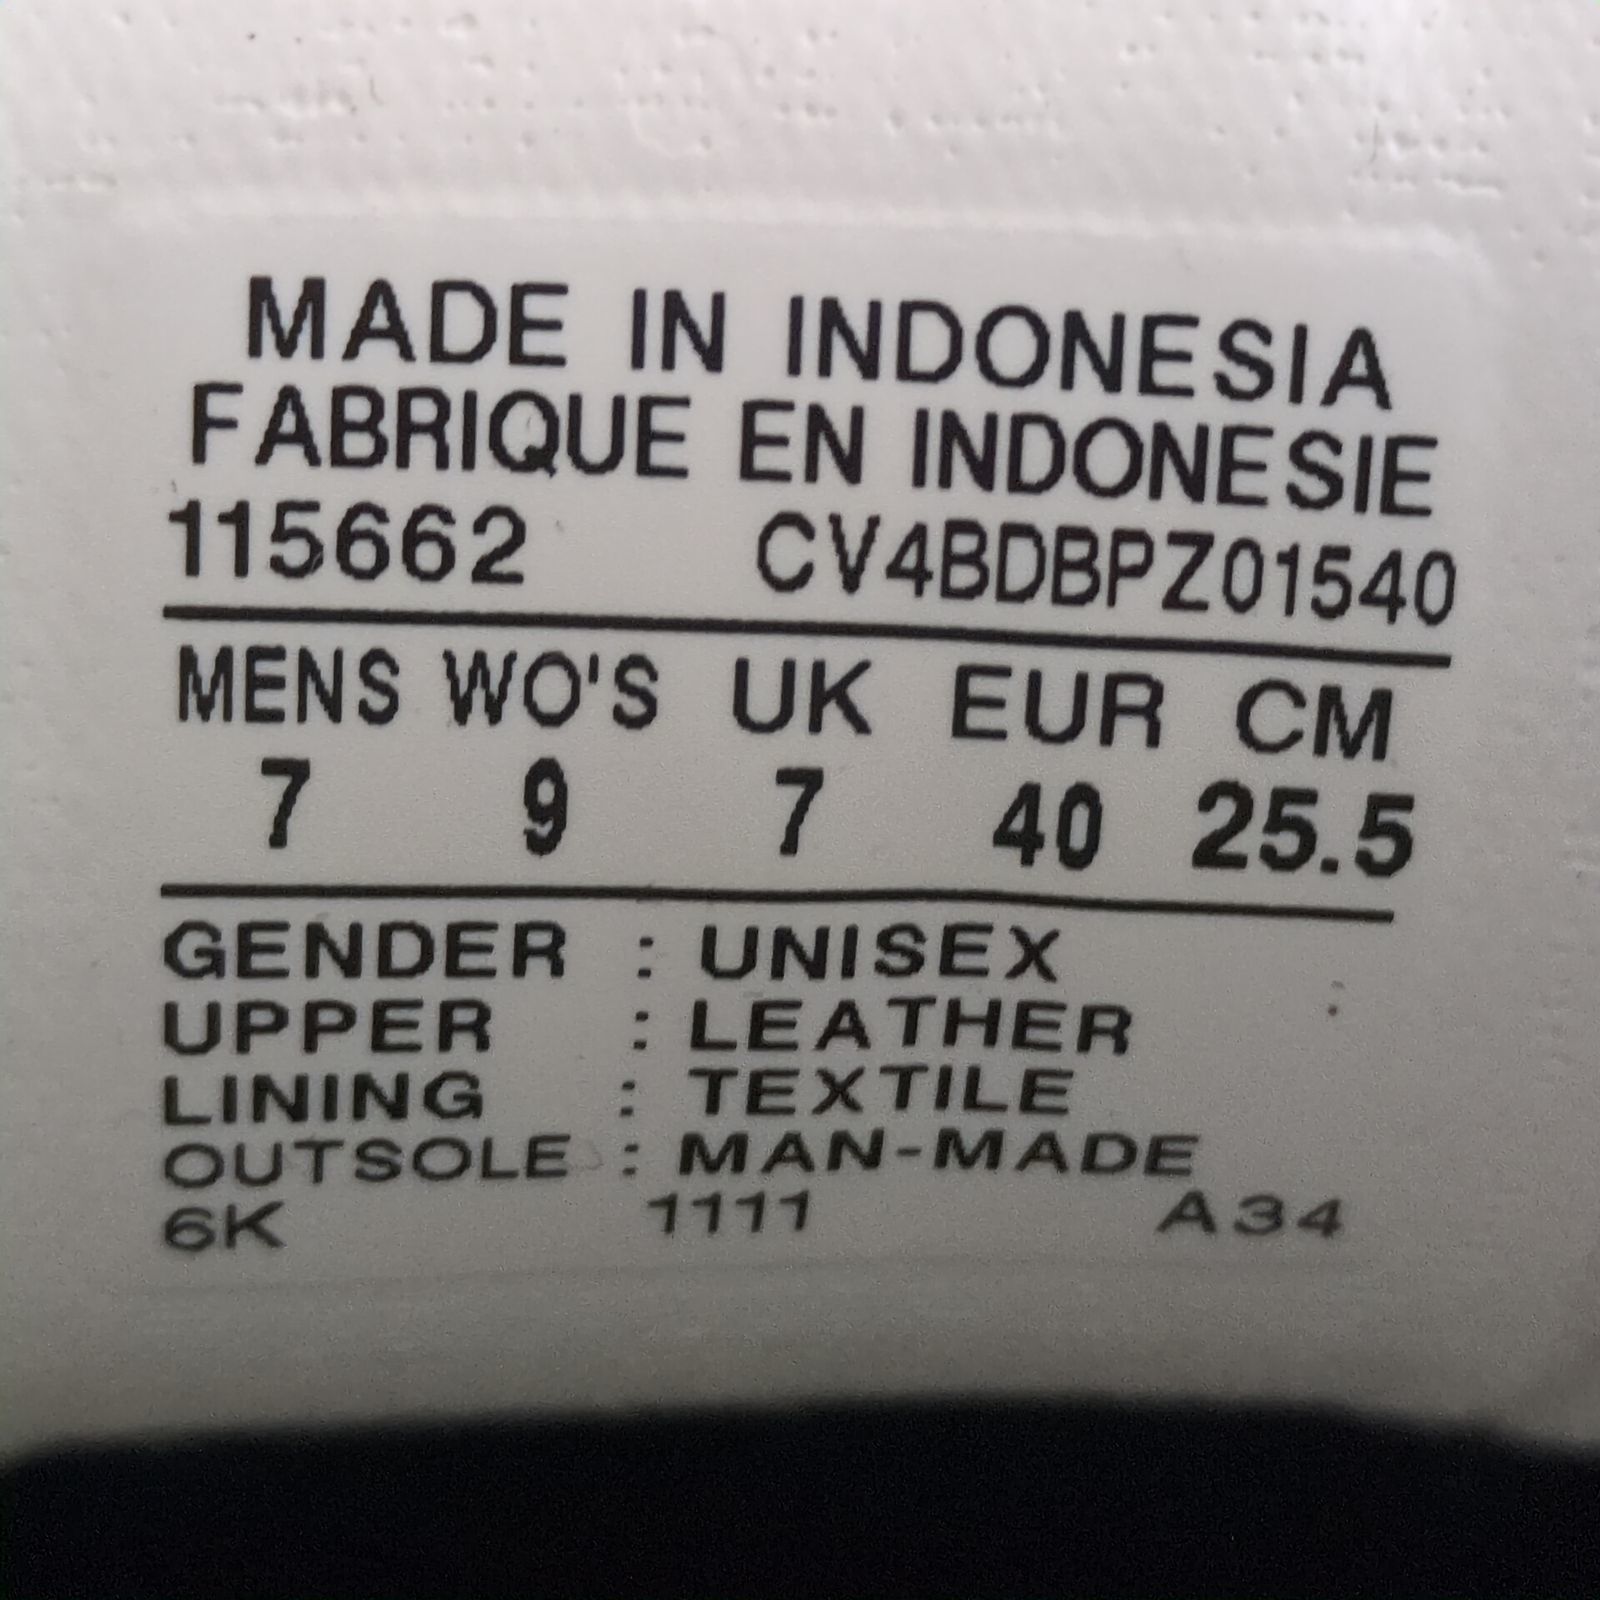 MADE IN INDONESIA
FABRIQUE EN INDONESIE
115662 CV4BDBPZ01540
MENS WO'S UK EUR CM
7 9 7 40 25.5
GENDER : UNISEX
UPPER : LEATHER
LINING : TEXTILE
OUTSOLE : MAN-MADE
6K 1111 A34